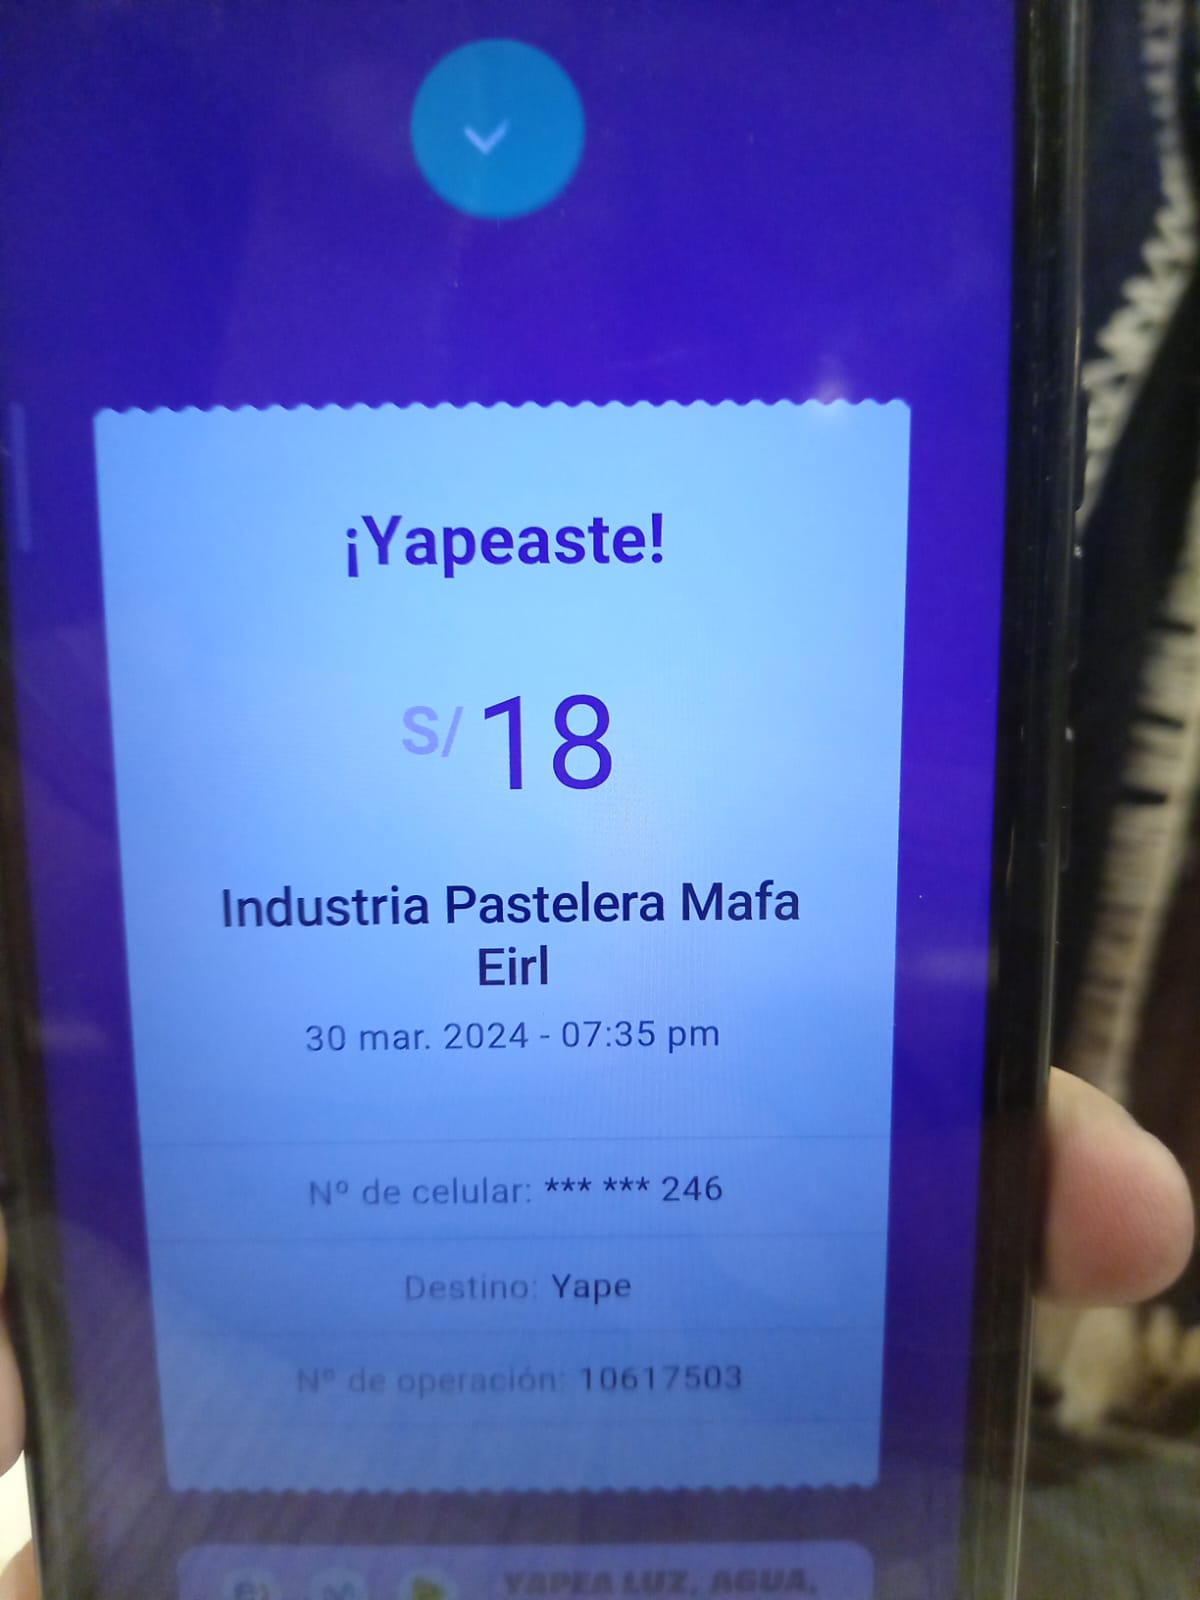 ¡Yapeaste!
S/ 18
Industria Pastelera Mafa
Eirl
30 mar. 2024 - 07:35 pm
Nº de celular: *** *** 246
Destino: Yape
Nº de operación: 10617503
YAPEA LUZ, AGUA,